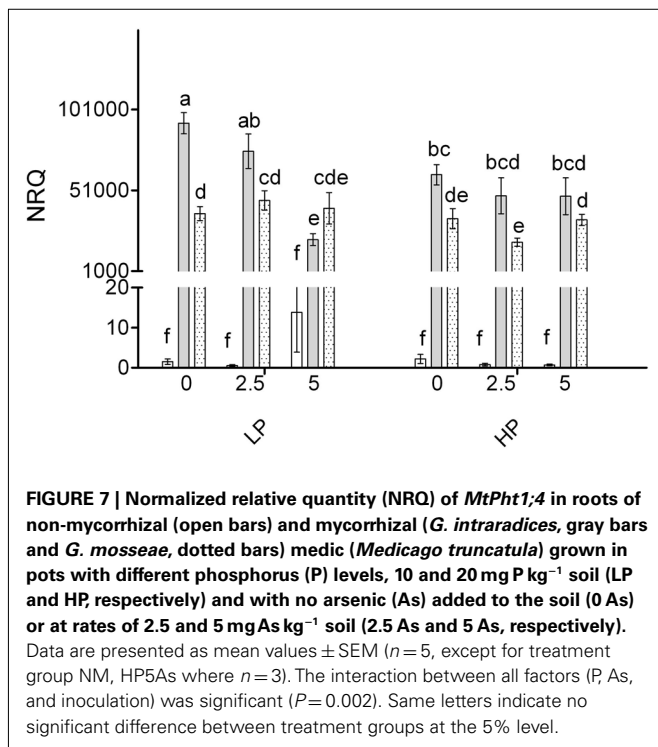 NRQ
101000
51000
1000
20
10
0
a
ab
d
cd
cde
e
f
f
f
bc
bcd
bcd
de
e
d
f
f
f
0 2.5 5 0 2.5 5
LP HP
FIGURE 7 | Normalized relative quantity (NRQ) of MtPht1;4 in roots of
non-mycorrhizal (open bars) and mycorrhizal (G. intraradices, gray bars
and G. mosseae, dotted bars) medic (Medicago truncatula) grown in
pots with different phosphorus (P) levels, 10 and 20 mg P kg⁻¹ soil (LP
and HP, respectively) and with no arsenic (As) added to the soil (0 As)
or at rates of 2.5 and 5 mg As kg⁻¹ soil (2.5 As and 5 As, respectively).
Data are presented as mean values ± SEM (n = 5, except for treatment
group NM, HP5As where n = 3). The interaction between all factors (P, As,
and inoculation) was significant (P = 0.002). Same letters indicate no
significant difference between treatment groups at the 5% level.